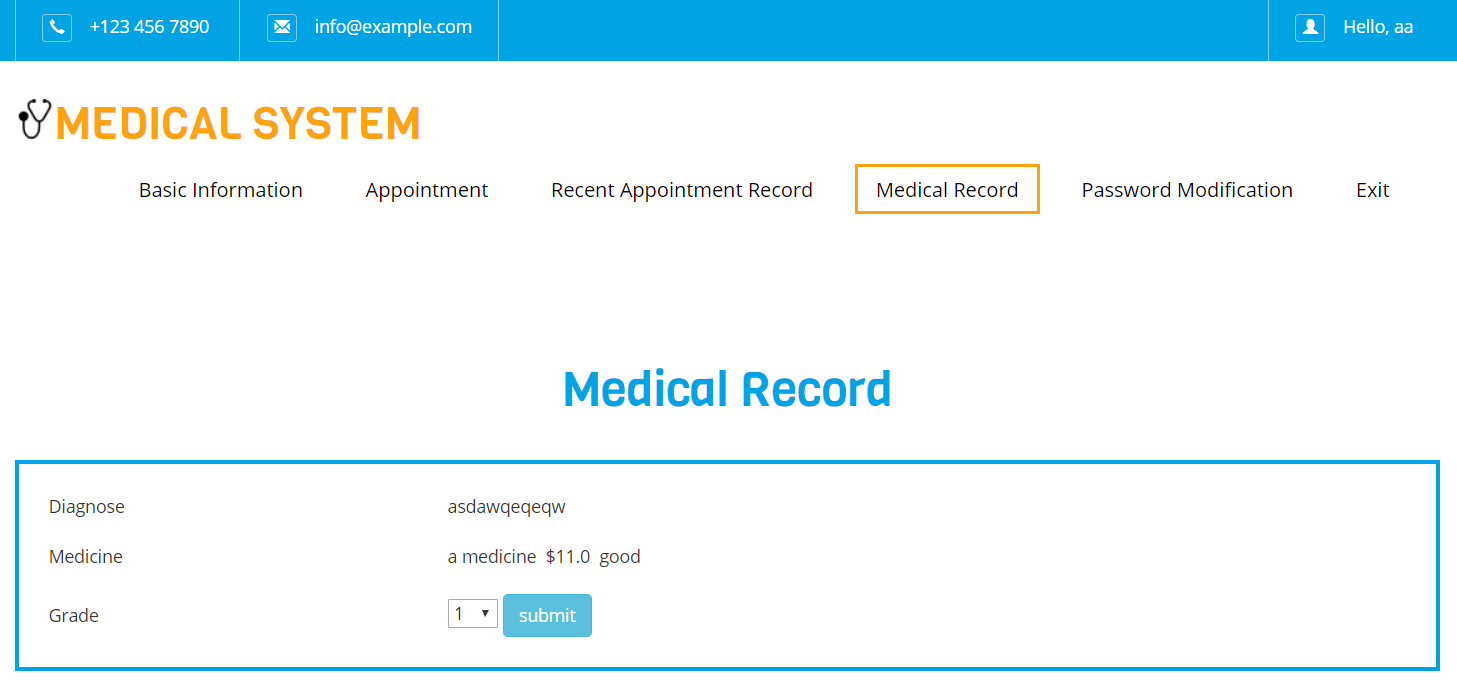 +123 456 7890 info@example.com Hello, aa
MEDICAL SYSTEM
Basic Information Appointment Recent Appointment Record Medical Record Password Modification Exit
Medical Record
Diagnose asdawqeqeqw
Medicine a medicine $11.0 good
Grade 1 submit